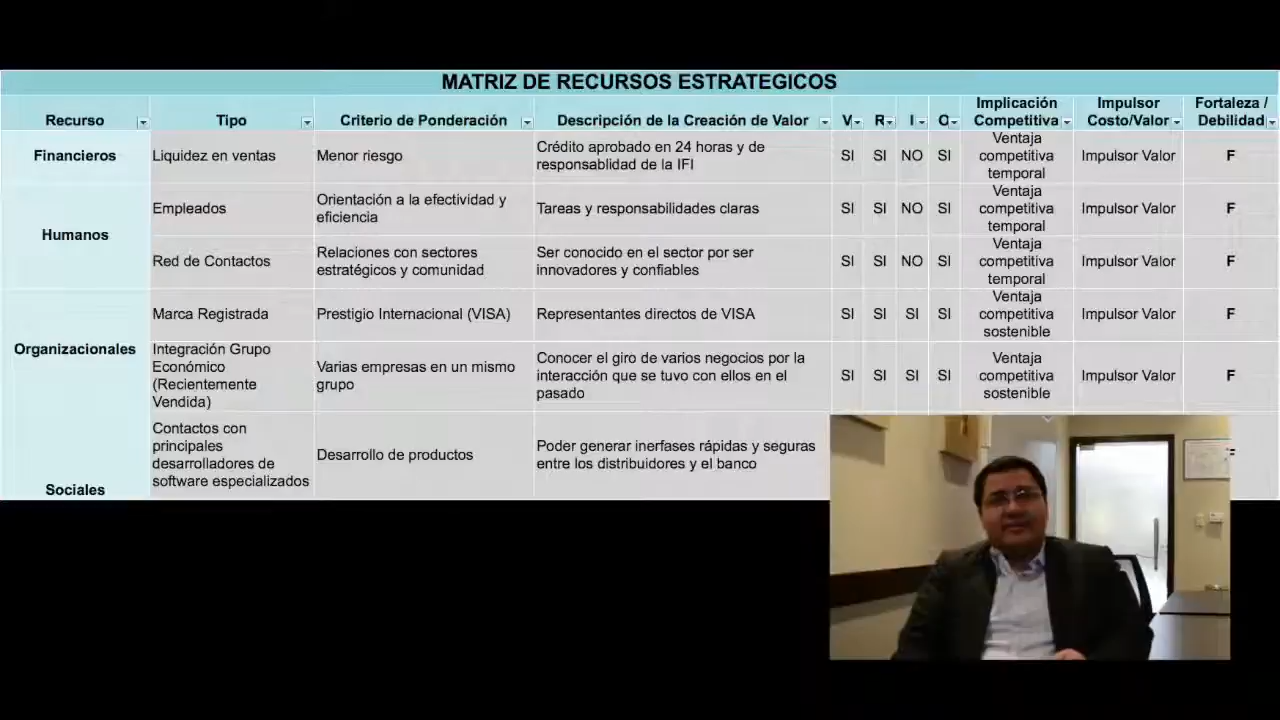 MATRIZ DE RECURSOS ESTRATEGICOS
Recurso Tipo Criterio de Ponderación Descripción de la Creación de Valor V R I O Implicación Competitiva Impulsor Costo/Valor Fortaleza / Debilidad
Financieros Liquidez en ventas Menor riesgo Crédito aprobado en 24 horas y de responsablidad de la IFI SI SI NO SI Ventaja competitiva temporal Impulsor Valor F
Humanos Empleados Orientación a la efectividad y eficiencia Tareas y responsabilidades claras SI SI NO SI Ventaja competitiva temporal Impulsor Valor F
Red de Contactos Relaciones con sectores estratégicos y comunidad Ser conocido en el sector por ser innovadores y confiables SI SI NO SI Ventaja competitiva temporal Impulsor Valor F
Organizacionales Marca Registrada Prestigio Internacional (VISA) Representantes directos de VISA SI SI SI SI Ventaja competitiva sostenible Impulsor Valor F
Integración Grupo Económico (Recientemente Vendida) Varias empresas en un mismo grupo Conocer el giro de varios negocios por la interacción que se tuvo con ellos en el pasado SI SI SI SI Ventaja competitiva sostenible Impulsor Valor F
Sociales Contactos con principales desarrolladores de software especializados Desarrollo de productos Poder generar inerfases rápidas y seguras entre los distribuidores y el banco